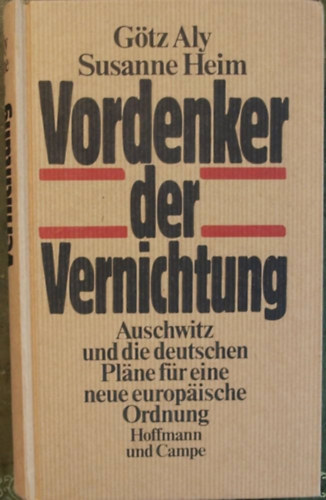 Götz Aly
Susanne Heim
Vordenker
der
Vernichtung
Auschwitz
und die deutschen
Pläne für eine
neue europäische
Ordnung
Hoffmann
und Campe
Vernichtung